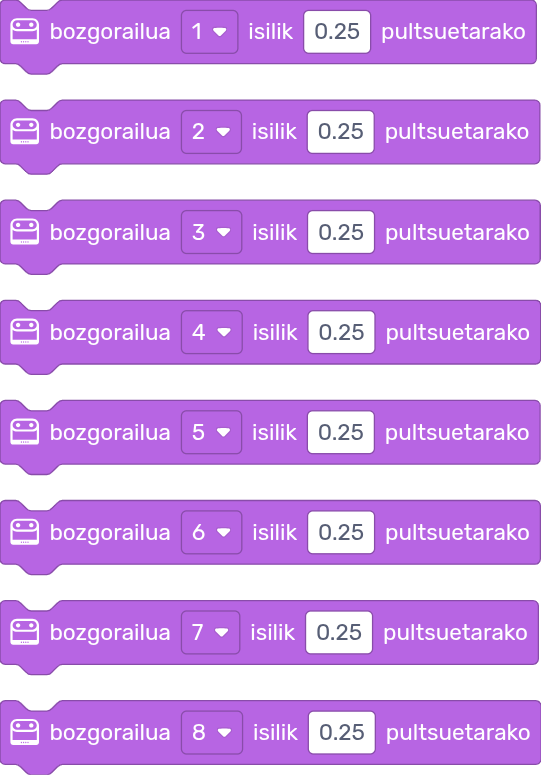 bozgorailua 1 isilik 0.25 pultsuetarako
bozgorailua 2 isilik 0.25 pultsuetarako
bozgorailua 3 isilik 0.25 pultsuetarako
bozgorailua 4 isilik 0.25 pultsuetarako
bozgorailua 5 isilik 0.25 pultsuetarako
bozgorailua 6 isilik 0.25 pultsuetarako
bozgorailua 7 isilik 0.25 pultsuetarako
bozgorailua 8 isilik 0.25 pultsuetarako